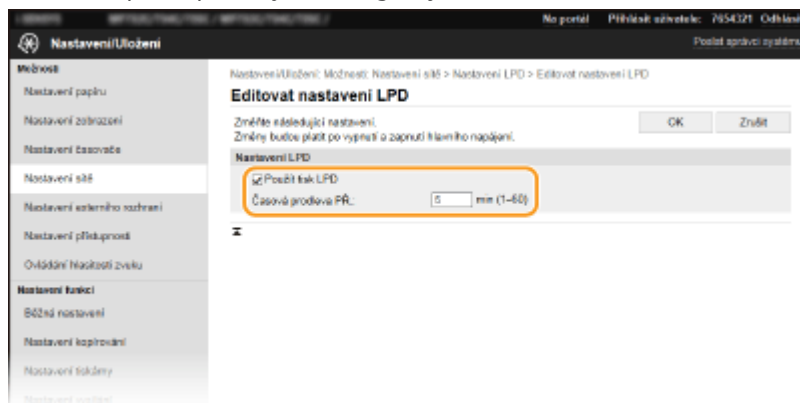 Na portál Přihlásit uživatele: 7654321 Odhlásit
Nastavení/Uložení
Poslat správci systému
Možnosti
Nastavení papíru
Nastavení zobrazení
Nastavení časovače
Nastavení sítě
Nastavení externího rozhraní
Nastavení přístupnosti
Ovládání hlasitosti zvuku
Nastavení funkcí
Běžná nastavení
Nastavení kopírování
Nastavení tiskárny
Nastavení/Uložení: Možnosti: Nastavení sítě > Nastavení LPD > Editovat nastavení LPD
Editovat nastavení LPD
Změňte následující nastavení.
Změny budou platit po vypnutí a zapnutí hlavního napájení.
OK Zrušit
Nastavení LPD
Použít tisk LPD
Časová prodleva PŘ.: 5 min (1–60)